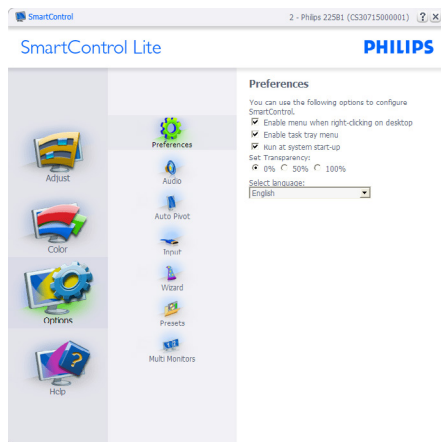 SmartControl
2 - Philips 225B1 (CS30715000001)
SmartControl Lite
PHILIPS
Adjust
Color
Options
Help
Preferences
Audio
Auto Pivot
Input
Wizard
Presets
Multi Monitors
Preferences
You can use the following options to configure
SmartControl.
Enable menu when right-clicking on desktop
Enable task tray menu
Run at system start-up
Set Transparency:
0% 50% 100%
Select language:
English